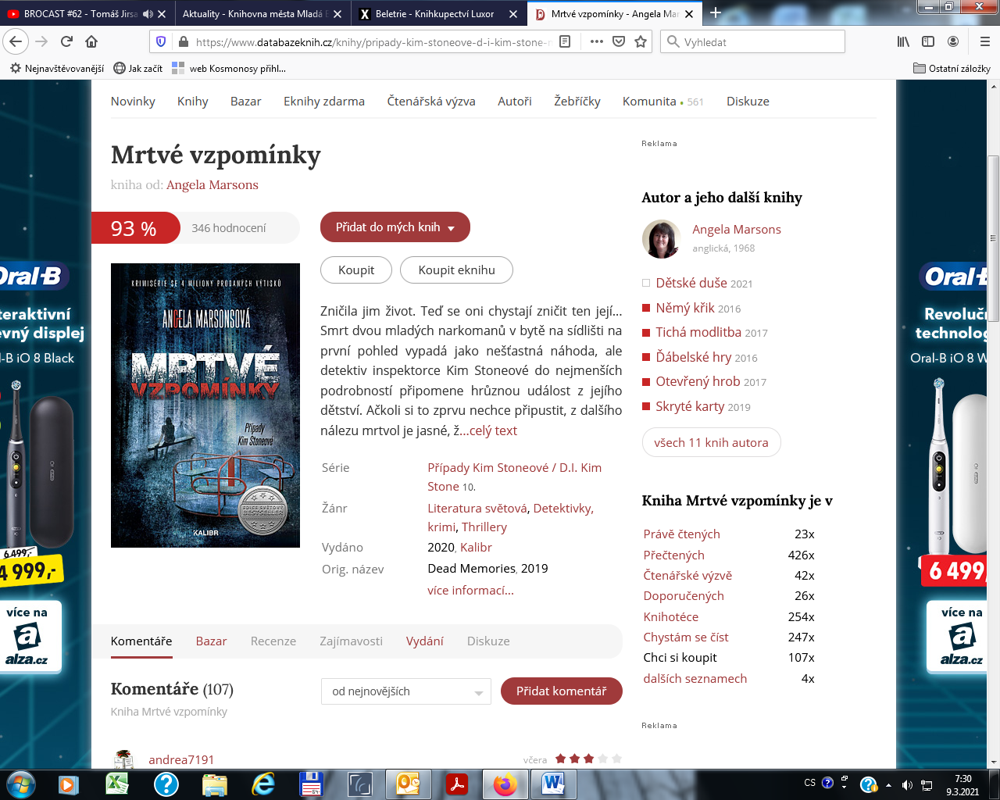 BROCAST #62 - Tomáš Jirsa
Aktuality - Knihovna města Mladá B
Beletrie - Knihkupectví Luxor
Mrtvé vzpomínky - Angela Mar
https://www.databazeknih.cz/knihy/pripady-kim-stoneove-d-i-kim-stone-
Vyhledat
Nejnavštěvovanější
Jak začít
web Kosmonosy přihl...
Ostatní záložky
Novinky Knihy Bazar Eknihy zdarma Čtenářská výzva Autoři Žebříčky Komunita • 561 Diskuze
Mrtvé vzpomínky
kniha od: Angela Marsons
93 % 346 hodnocení
Přidat do mých knih
Koupit Koupit eknihu
KRIMISÉRIE SE 4 MILIONY PRODANÝCH VÝTISKŮ
ANGELA MARSONSOVÁ
MRTVÉ
VZPOMÍNKY
Případy
Kim Stoneové
EDICE SVĚTOVÝ
BESTSELLER
KALIBR
Zničila jim život. Teď se oni chystají zničit ten její...
Smrt dvou mladých narkomanů v bytě na sídlišti na
první pohled vypadá jako nešťastná náhoda, ale
detektiv inspektorce Kim Stoneové do nejmenších
podrobností připomene hrůznou událost z jejího
dětství. Ačkoli si to zprvu nechce připustit, z dalšího
nálezu mrtvol je jasné, ž...celý text
Série Případy Kim Stoneové / D.I. Kim
Stone 10.
Žánr Literatura světová, Detektivky,
krimi, Thrillery
Vydáno 2020, Kalibr
Orig. název Dead Memories, 2019
více informací...
Komentáře Bazar Recenze Zajímavosti Vydání Diskuze
Komentáře (107)
od nejnovějších
Přidat komentář
Kniha Mrtvé vzpomínky
andrea7191
včera
Reklama
Autor a jeho další knihy
Angela Marsons
anglická, 1968
Dětské duše 2021
Němý křik 2016
Tichá modlitba 2017
Ďábelské hry 2016
Otevřený hrob 2017
Skryté karty 2019
všech 11 knih autora
Kniha Mrtvé vzpomínky je v
Právě čtených 23x
Přečtených 426x
Čtenářské výzvě 42x
Doporučených 26x
Knihotéce 254x
Chystám se číst 247x
Chci si koupit 107x
dalších seznamech 4x
Reklama
Oral-B
teraktivní
evný displej
l-B iO 8 Black
6 499,-
4 999,-
více na
a
alza.cz
Oral-B
Revoluč
technolog
Oral-B iO 8 W
6 499,
více na
a
alza.cz
CS
7:30
9.3.2021